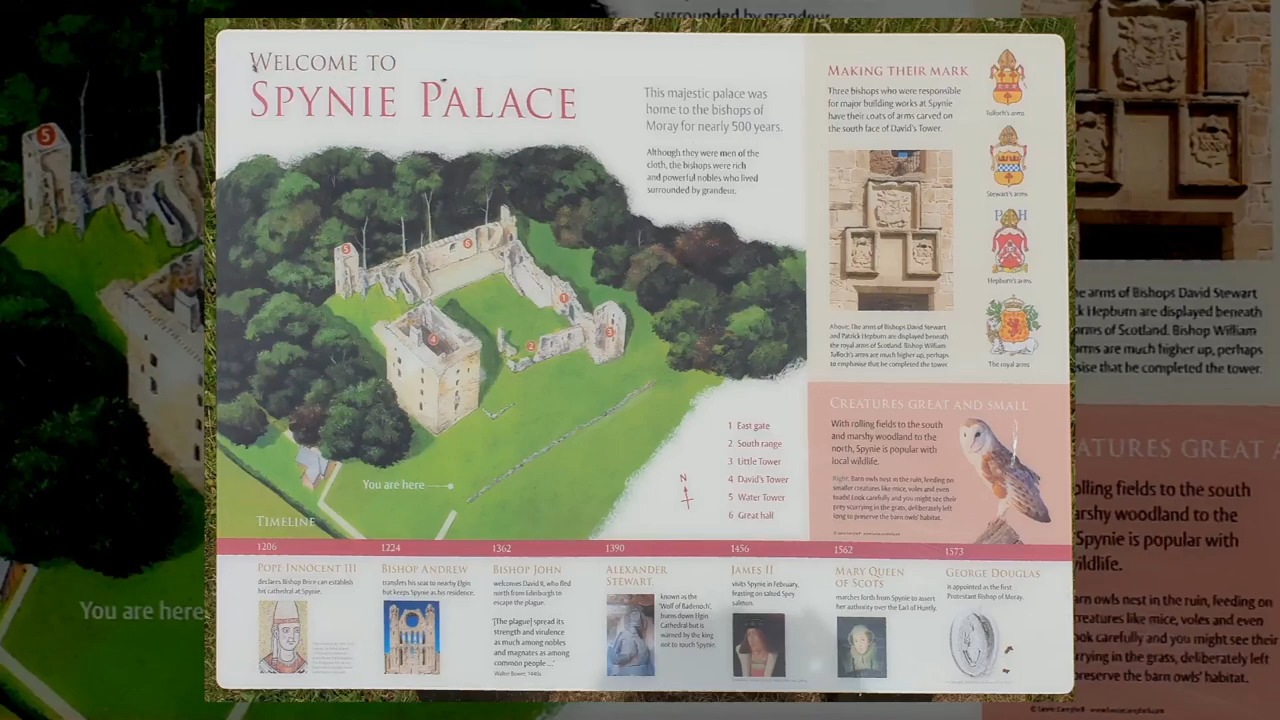 WELCOME TO
SPYNIE PALACE
This majestic palace was
home to the bishops of
Moray for nearly 500 years.
Although they were men of the
cloth, the bishops were rich
and powerful nobles who lived
surrounded by grandeur.
5
6
1
3
2
4
1 East gate
2 South range
3 Little Tower
4 David's Tower
5 Water Tower
6 Great hall
N
You are here
MAKING THEIR MARK
Three bishops who were responsible
for major building works at Spynie
have their coats of arms carved on
the south face of David's Tower.
Tulloch's arms
Stewart's arms
P H
Hepburn's arms
The royal arms
Above: The arms of Bishops David Stewart
and Patrick Hepburn are displayed beneath
the royal arms of Scotland. Bishop William
Tulloch's arms are much higher up, perhaps
to emphasise that he completed the tower.
CREATURES GREAT AND SMALL
With rolling fields to the south
and marshy woodland to the
north, Spynie is popular with
local wildlife.
Right: Barn owls nest in the ruin, feeding on
smaller creatures like mice, voles and even
toads! Look carefully and you might see their
prey scurrying in the grass, deliberately left
long to preserve the barn owls' habitat.
TIMELINE
1206
POPE INNOCENT III
declares Bishop Brice can establish
his cathedral at Spynie.
1224
BISHOP ANDREW
transfers his seat to nearby Elgin
but keeps Spynie as his residence.
1362
BISHOP JOHN
welcomes David II, who fled
north from Edinburgh to
escape the plague.
'[The plague] spread its
strength and virulence
as much among nobles
and magnates as among
common people ...'
Walter Bower, 1440s
1390
ALEXANDER
STEWART,
known as the
'Wolf of Badenoch',
burns down Elgin
Cathedral but is
warned by the king
not to touch Spynie.
1456
JAMES II
visits Spynie in February,
feasting on salted Spey
salmon.
1562
MARY QUEEN
OF SCOTS
marches forth from Spynie to assert
her authority over the Earl of Huntly.
1573
GEORGE DOUGLAS
is appointed as the first
Protestant Bishop of Moray.